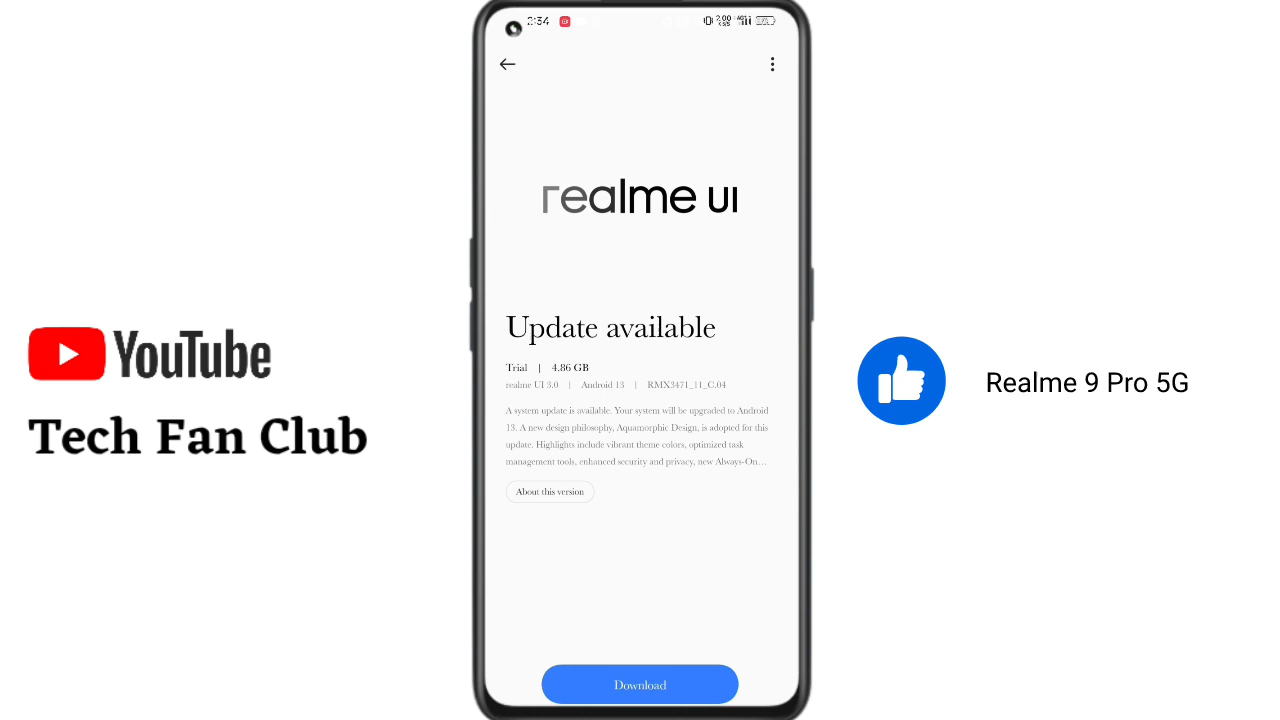 2:34
realme UI
Update available
Trial | 4.86 GB
realme UI 3.0 | Android 13 | RMX3471_11_C.04
A system update is available. Your system will be upgraded to Android
13. A new design philosophy, Aquamorphic Design, is adopted for this
update. Highlights include vibrant theme colors, optimized task
management tools, enhanced security and privacy, new Always-On…
About this version
Download
YouTube
Tech Fan Club
Realme 9 Pro 5G